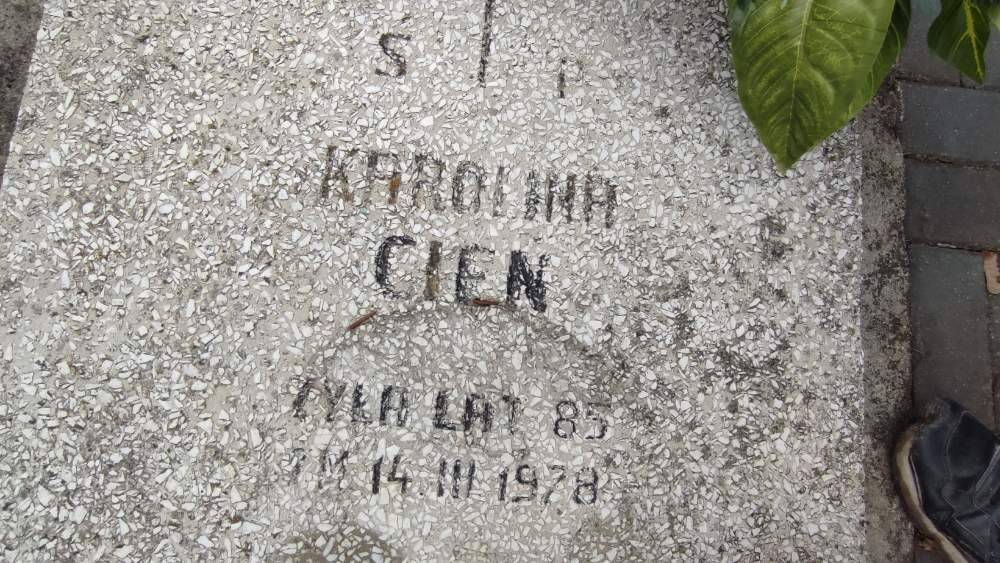 S P
KAROLINA
CIEN
ŻYŁA LAT 85
ZM 14 III 1978